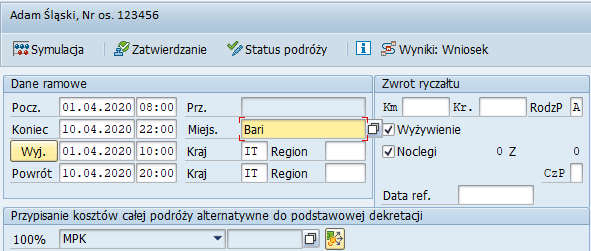 Adam Śląski, Nr os. 123456
Symulacja Zatwierdzanie Status podróży Wyniki: Wniosek
Dane ramowe
Pocz. 01.04.2020 08:00 Prz.
Koniec 10.04.2020 22:00 Miejs. Bari
Wyj. 01.04.2020 10:00 Kraj IT Region
Powrót 10.04.2020 20:00 Kraj IT Region
Zwrot ryczałtu
Km Kr. RodzP A
Wyżywienie
Noclegi 0 Z 0
CzP
Data ref.
Przypisanie kosztów całej podróży alternatywne do podstawowej dekretacji
100% MPK